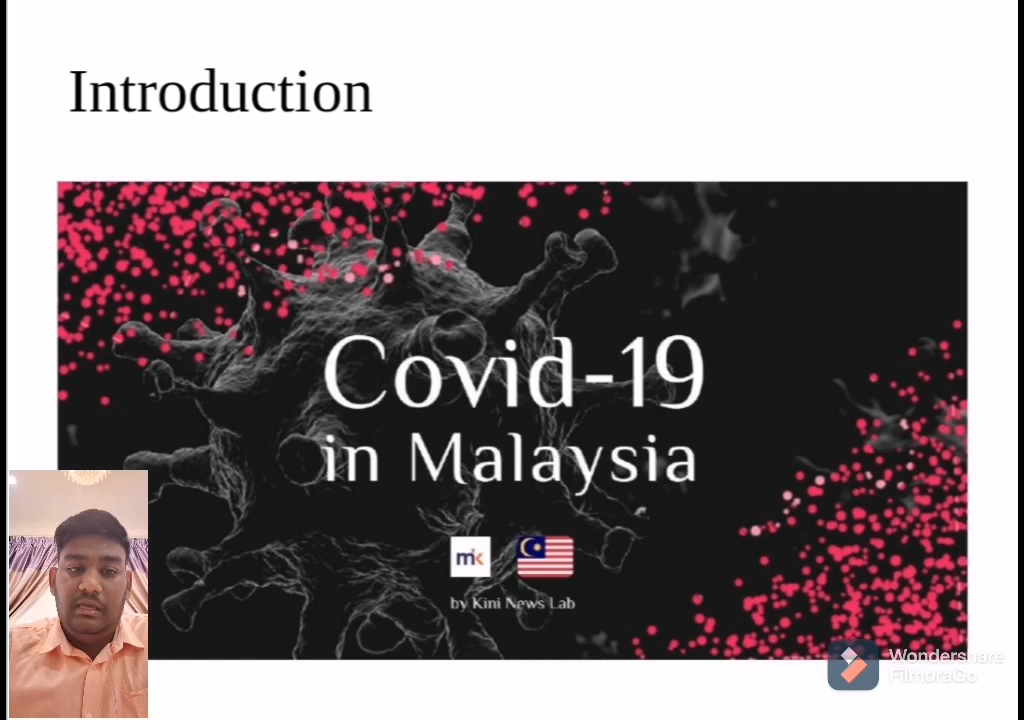 Introduction
Covid-19
in Malaysia
mk
by Kini News Lab
Wondershare
FilmoraGo